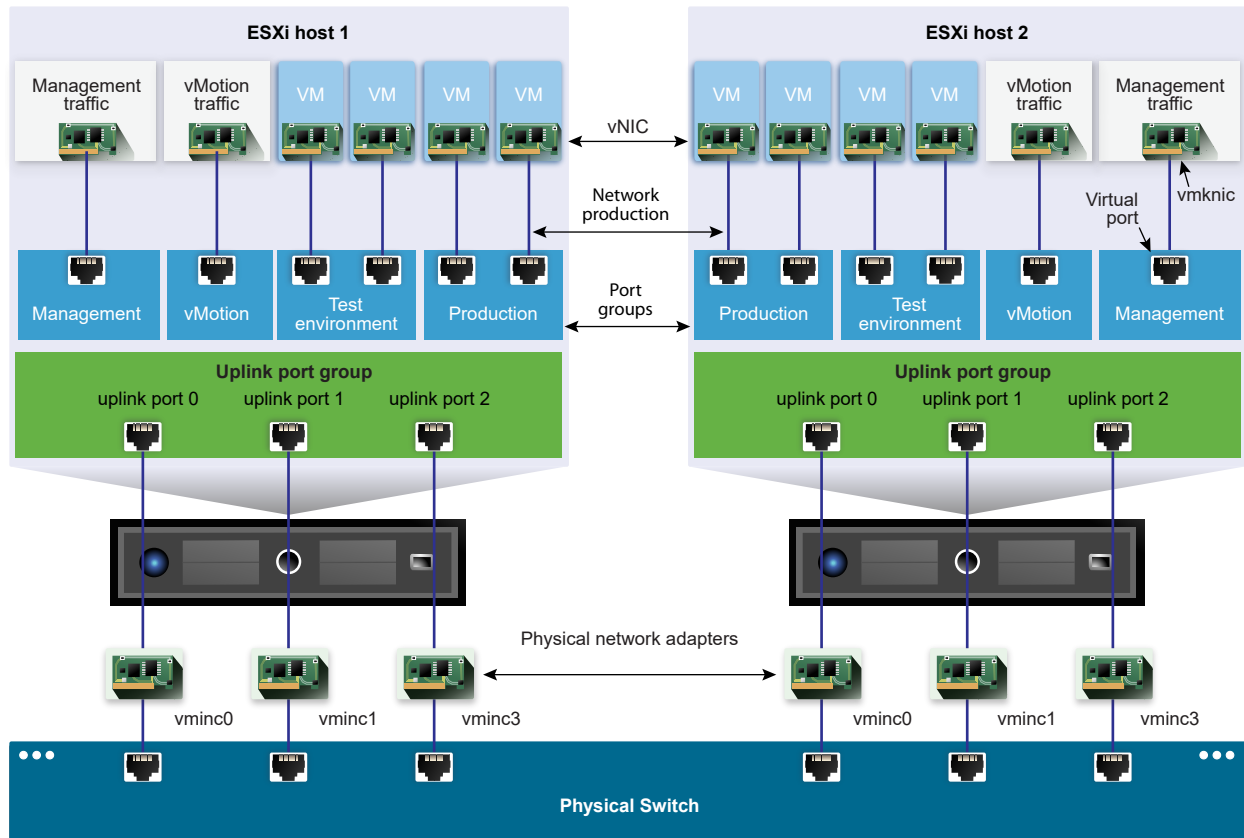 ESXi host 1
ESXi host 2
Management
traffic
vMotion
traffic
VM
VM
VM
VM
vNIC
VM
VM
VM
VM
vMotion
traffic
Management
traffic
vmknic
Network
production
Virtual
port
Management
vMotion
Test
environment
Production
Port
groups
Production
Test
environment
vMotion
Management
Uplink port group
uplink port 0
uplink port 1
uplink port 2
Uplink port group
uplink port 0
uplink port 1
uplink port 2
Physical network adapters
vminc0
vminc1
vminc3
vminc0
vminc1
vminc3
Physical Switch